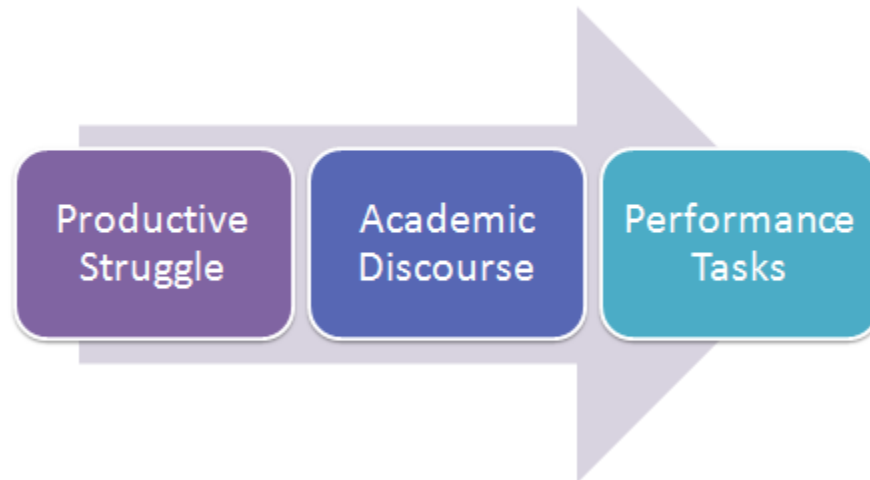 Productive
Struggle
Academic
Discourse
Performance
Tasks